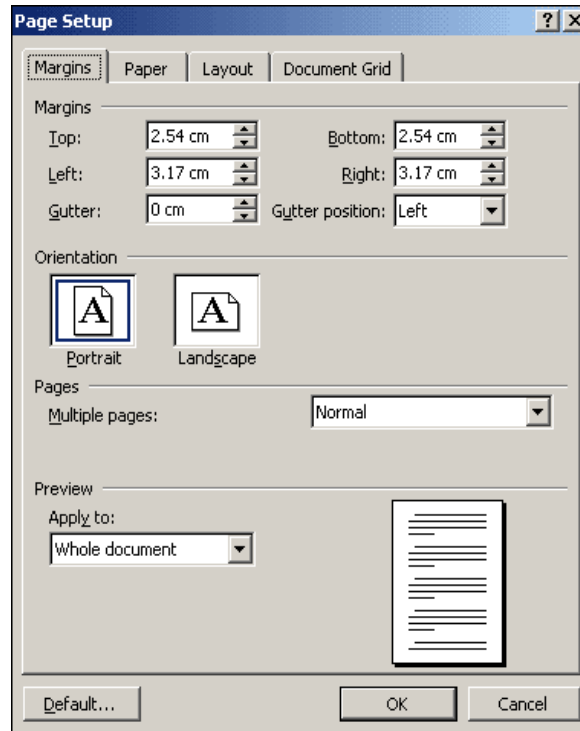 Page Setup
Margins Paper Layout Document Grid
Margins
Top: 2.54 cm Bottom: 2.54 cm
Left: 3.17 cm Right: 3.17 cm
Gutter: 0 cm Gutter position: Left
Orientation
A A
Portrait Landscape
Pages
Multiple pages: Normal
Preview
Apply to:
Whole document
Default... OK Cancel